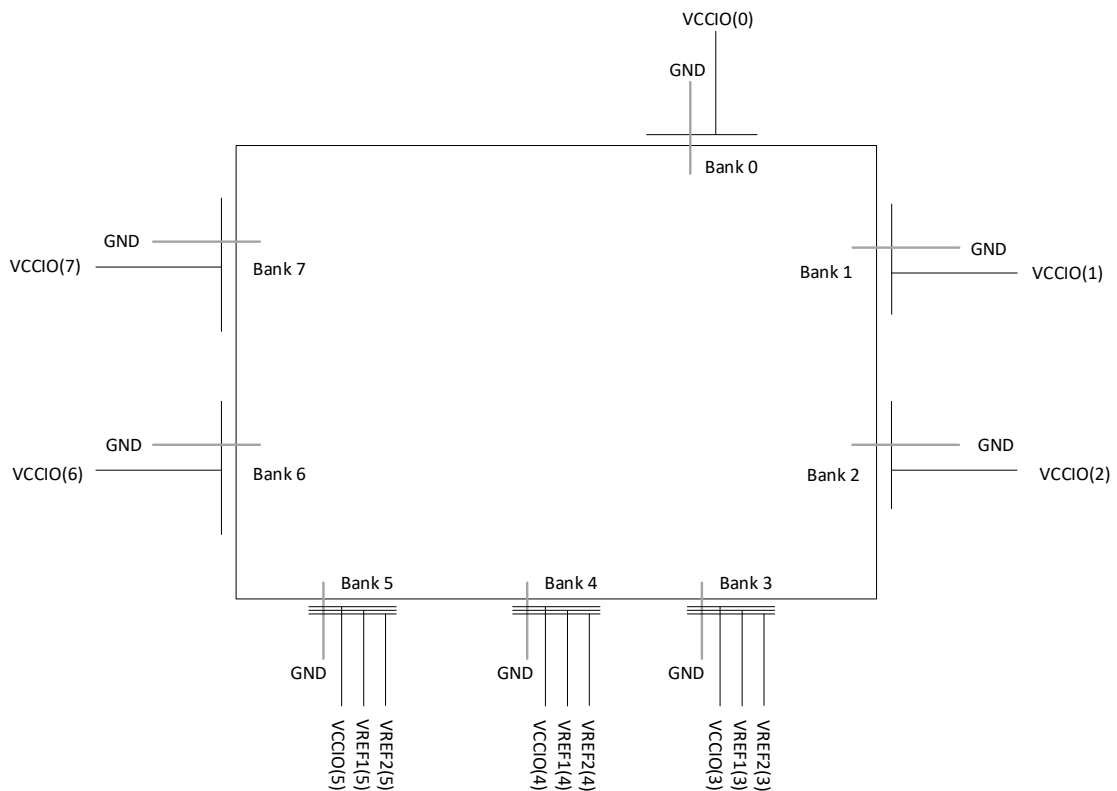 VCCIO(0)
GND
Bank 0
GND
VCCIO(7)
Bank 7
GND
Bank 1
VCCIO(1)
GND
VCCIO(6)
Bank 6
GND
Bank 2
VCCIO(2)
Bank 5
Bank 4
Bank 3
GND
GND
GND
VCCIO(5)
VREF1(5)
VREF2(5)
VCCIO(4)
VREF1(4)
VREF2(4)
VCCIO(3)
VREF1(3)
VREF2(3)